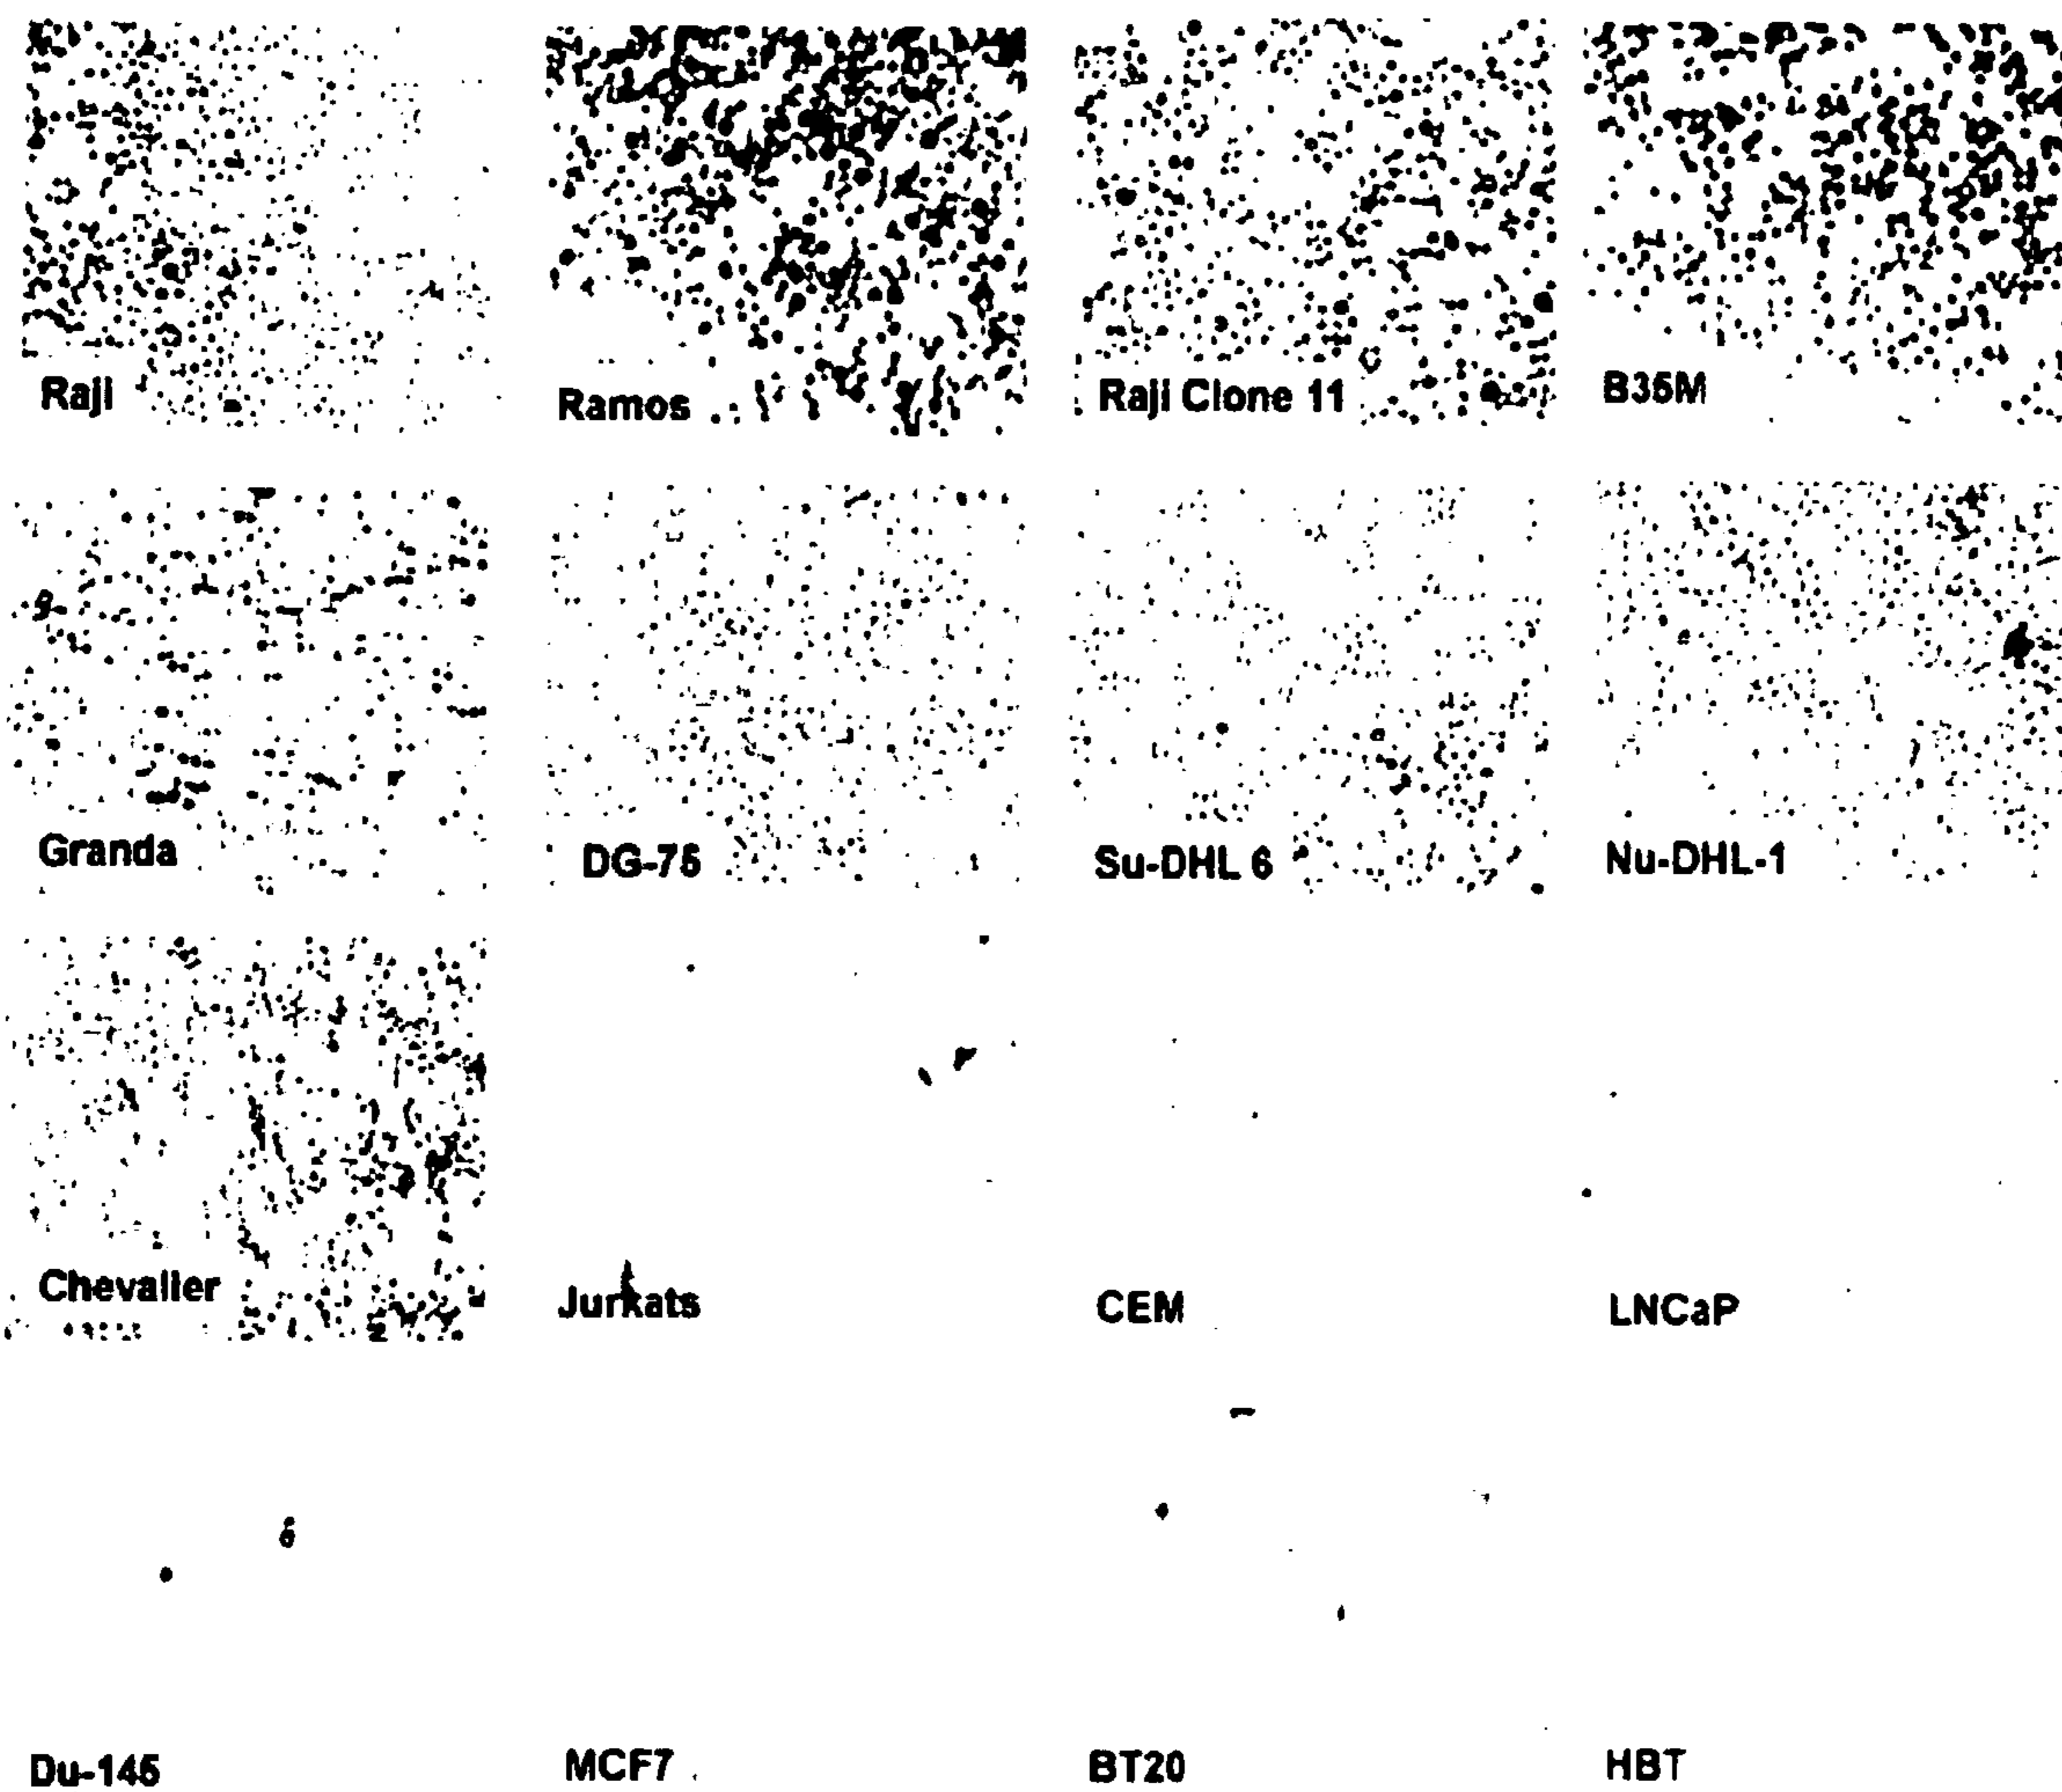 Raji
Ramos
Raji Clone 11
B35M
Granda
DG-75
Su-DHL 6
Nu-DHL-1
Chevalier
Jurkats
CEM
LNCaP
Du-145
MCF7
BT20
HBT